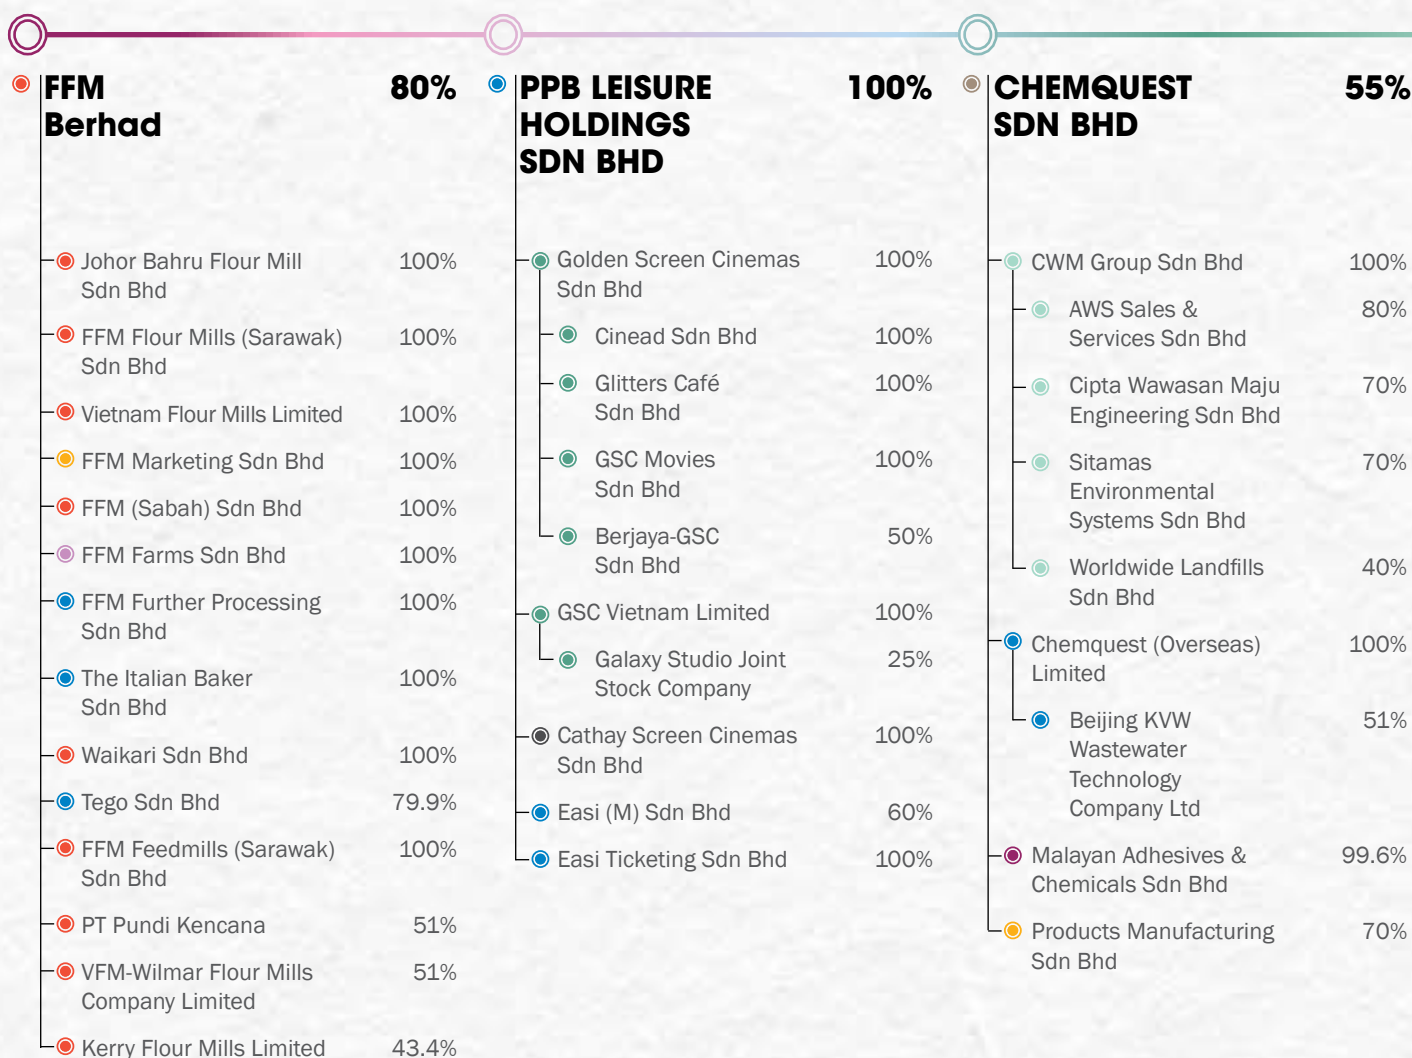 FFM 80%
Berhad
Johor Bahru Flour Mill 100%
Sdn Bhd
FFM Flour Mills (Sarawak) 100%
Sdn Bhd
Vietnam Flour Mills Limited 100%
FFM Marketing Sdn Bhd 100%
FFM (Sabah) Sdn Bhd 100%
FFM Farms Sdn Bhd 100%
FFM Further Processing 100%
Sdn Bhd
The Italian Baker 100%
Sdn Bhd
Waikari Sdn Bhd 100%
Tego Sdn Bhd 79.9%
FFM Feedmills (Sarawak) 100%
Sdn Bhd
PT Pundi Kencana 51%
VFM-Wilmar Flour Mills 51%
Company Limited
Kerry Flour Mills Limited 43.4%
PPB LEISURE 100%
HOLDINGS
SDN BHD
Golden Screen Cinemas 100%
Sdn Bhd
Cinead Sdn Bhd 100%
Glitters Café 100%
Sdn Bhd
GSC Movies 100%
Sdn Bhd
Berjaya-GSC 50%
Sdn Bhd
GSC Vietnam Limited 100%
Galaxy Studio Joint 25%
Stock Company
Cathay Screen Cinemas 100%
Sdn Bhd
Easi (M) Sdn Bhd 60%
Easi Ticketing Sdn Bhd 100%
CHEMQUEST 55%
SDN BHD
CWM Group Sdn Bhd 100%
AWS Sales & 80%
Services Sdn Bhd
Cipta Wawasan Maju 70%
Engineering Sdn Bhd
Sitamas 70%
Environmental
Systems Sdn Bhd
Worldwide Landfills 40%
Sdn Bhd
Chemquest (Overseas) 100%
Limited
Beijing KVW 51%
Wastewater
Technology
Company Ltd
Malayan Adhesives & 99.6%
Chemicals Sdn Bhd
Products Manufacturing 70%
Sdn Bhd